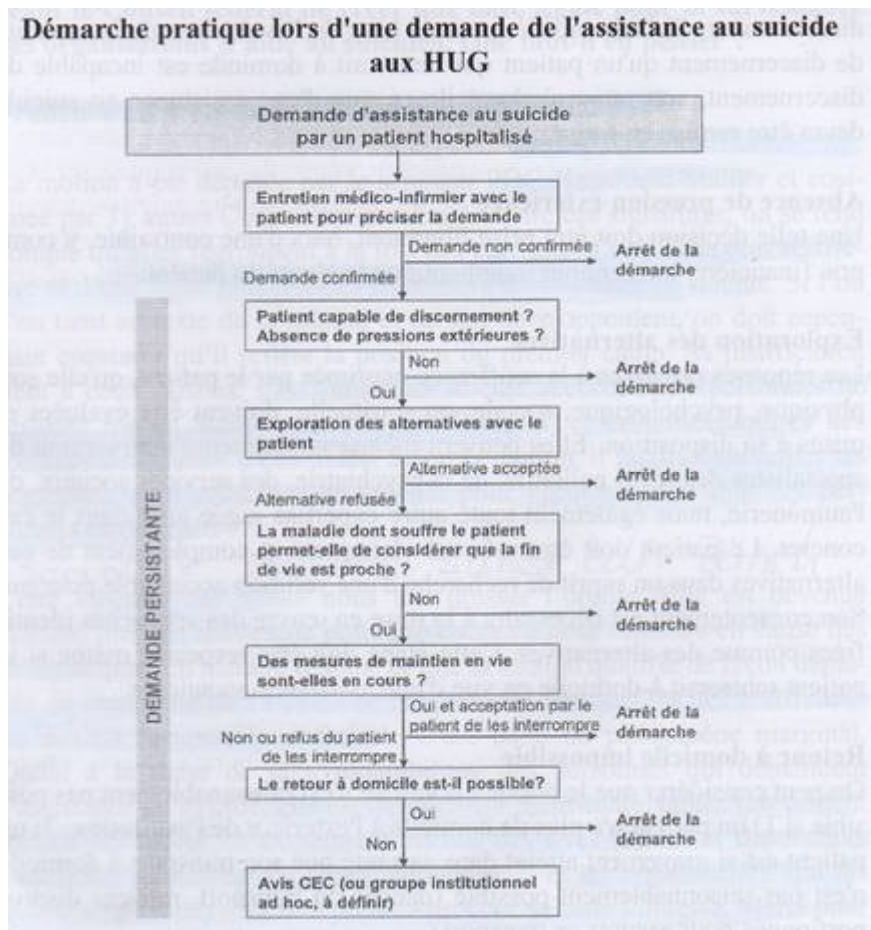 Démarche pratique lors d'une demande de l'assistance au suicide
aux HUG
Demande d'assistance au suicide
par un patient hospitalisé
Entretien médico-infirmier avec le
patient pour préciser la demande
Demande non confirmée
Arrêt de la
démarche
Demande confirmée
DEMANDE PERSISTANTE
Patient capable de discernement ?
Absence de pressions extérieures ?
Non
Arrêt de la
démarche
Oui
Exploration des alternatives avec le
patient
Alternative acceptée
Arrêt de la
démarche
Alternative refusée
La maladie dont souffre le patient
permet-elle de considérer que la fin
de vie est proche ?
Non
Arrêt de la
démarche
Oui
Des mesures de maintien en vie
sont-elles en cours ?
Oui et acceptation par le
patient de les interrompre
Arrêt de la
démarche
Non ou refus du patient
de les interrompre
Le retour à domicile est-il possible?
Oui
Arrêt de la
démarche
Non
Avis CEC (ou groupe institutionnel
ad hoc, à définir)